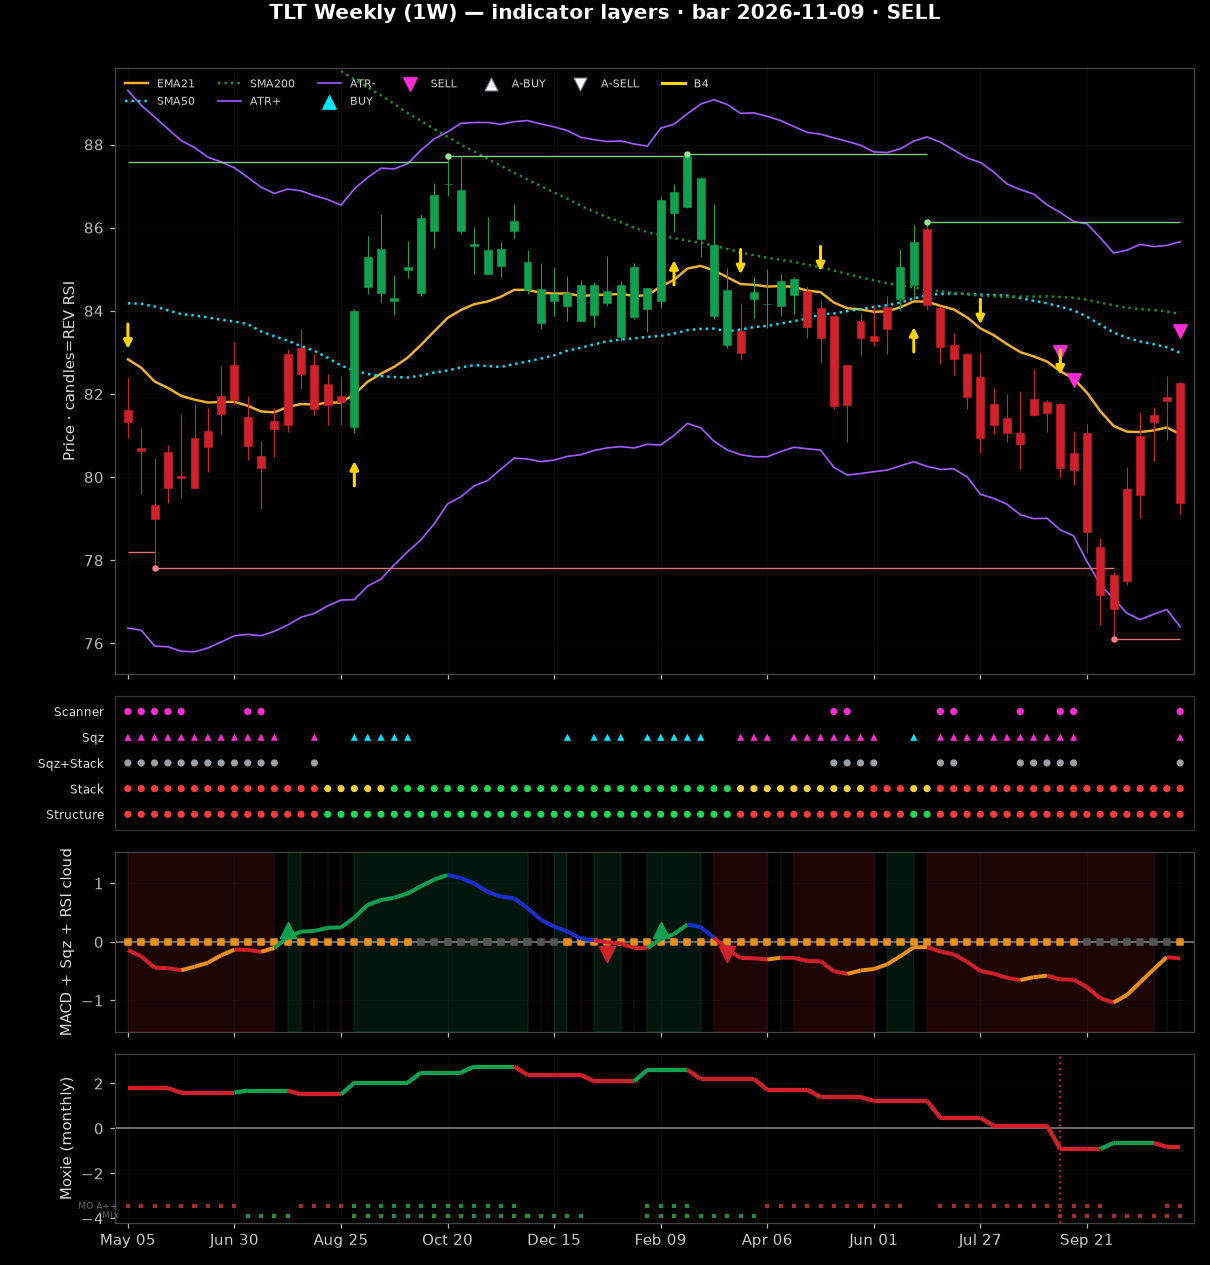 TLT Weekly (1W) — indicator layers · bar 2026-11-09 · SELL
EMA21 SMA200 ATR- SELL A-BUY A-SELL B4
SMA50 ATR+ BUY
Price · candles=REV RSI
88
86
84
82
80
78
76
Scanner
Sqz
Sqz+Stack
Stack
Structure
MACD + Sqz + RSI cloud
1
0
−1
Moxie (monthly)
2
0
−2
−4
MO A++
Mix
May 05 Jun 30 Aug 25 Oct 20 Dec 15 Feb 09 Apr 06 Jun 01 Jul 27 Sep 21